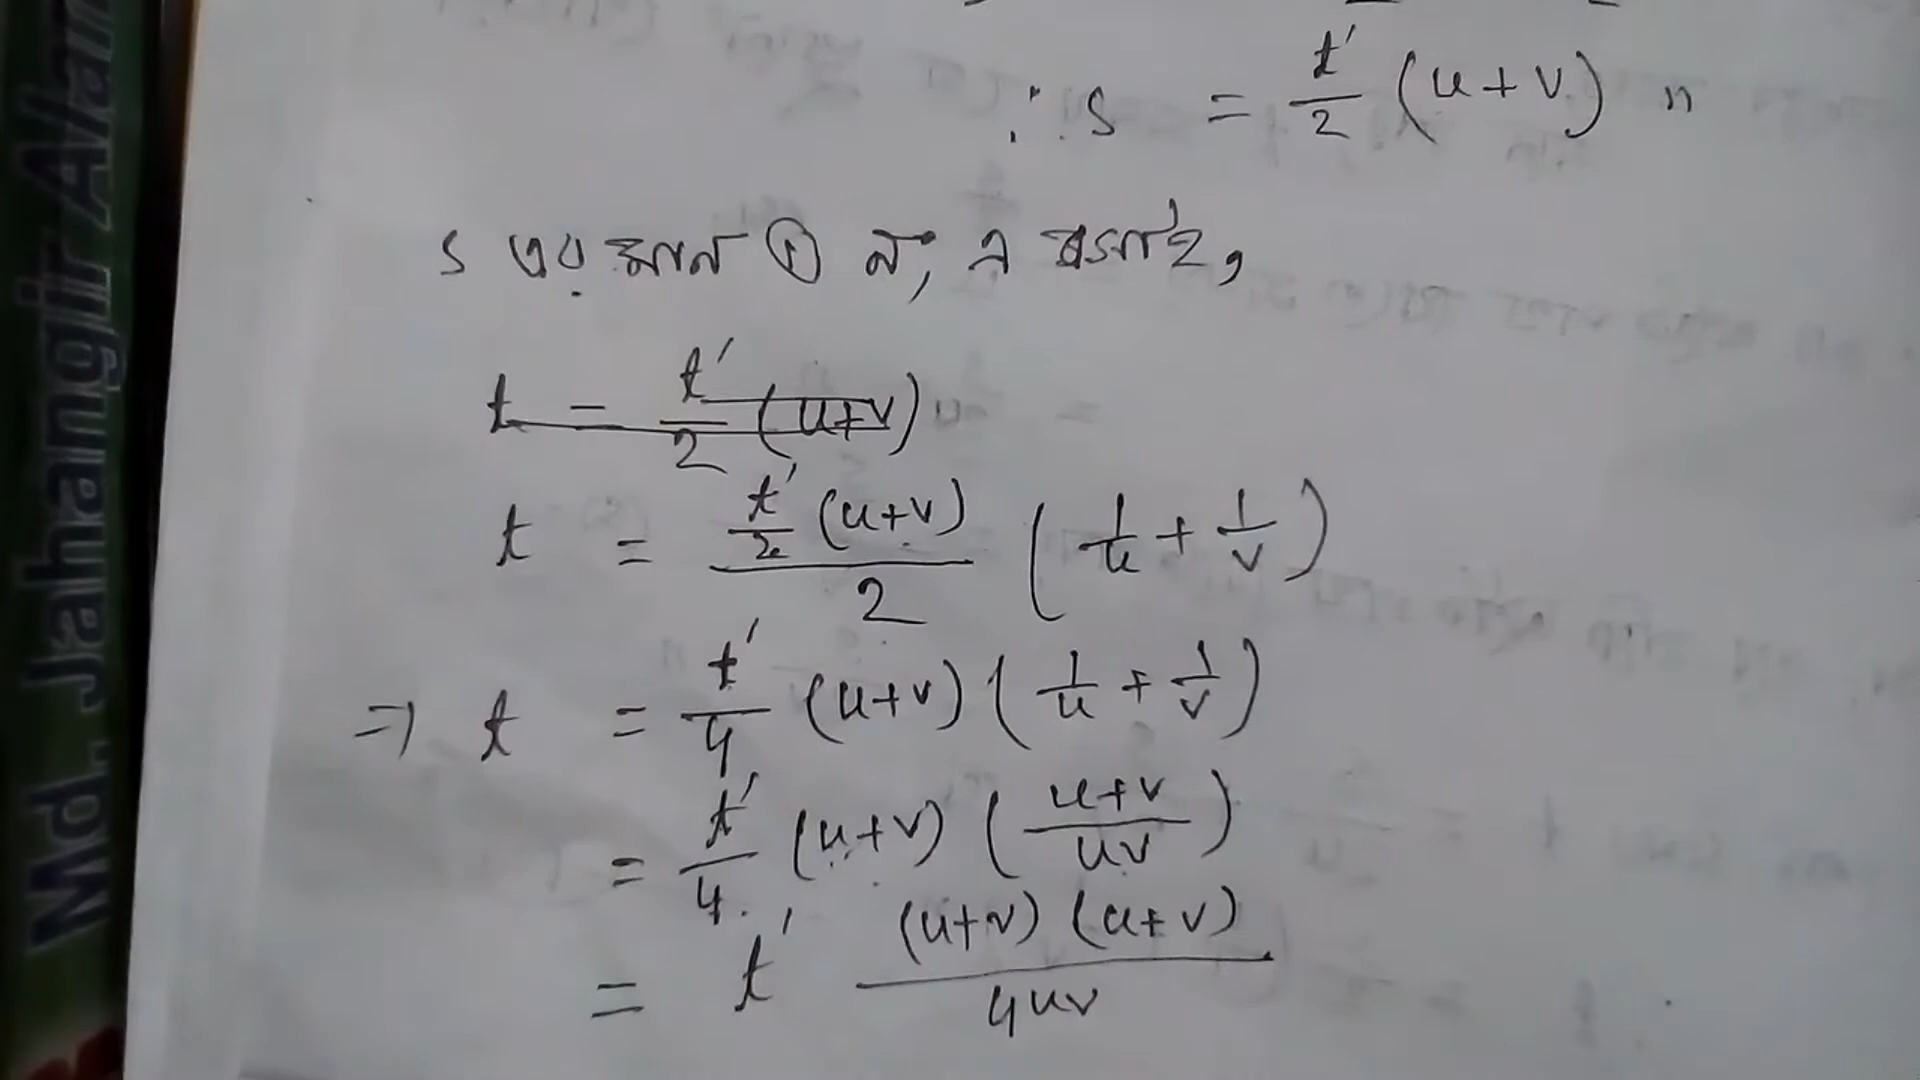 ∴ s = t'/2 (u+v) "
s এর মান ① নং, এ বসাই,
t = t'/2 (u+v)
t = (t'/2 (u+v))/2 (1/u + 1/v)
=> t = t'/4 (u+v) (1/u + 1/v)
= t'/4 (u+v) ((u+v)/uv)
= t' ((u+v) (u+v))/4uv
Md. Jahangir Alam